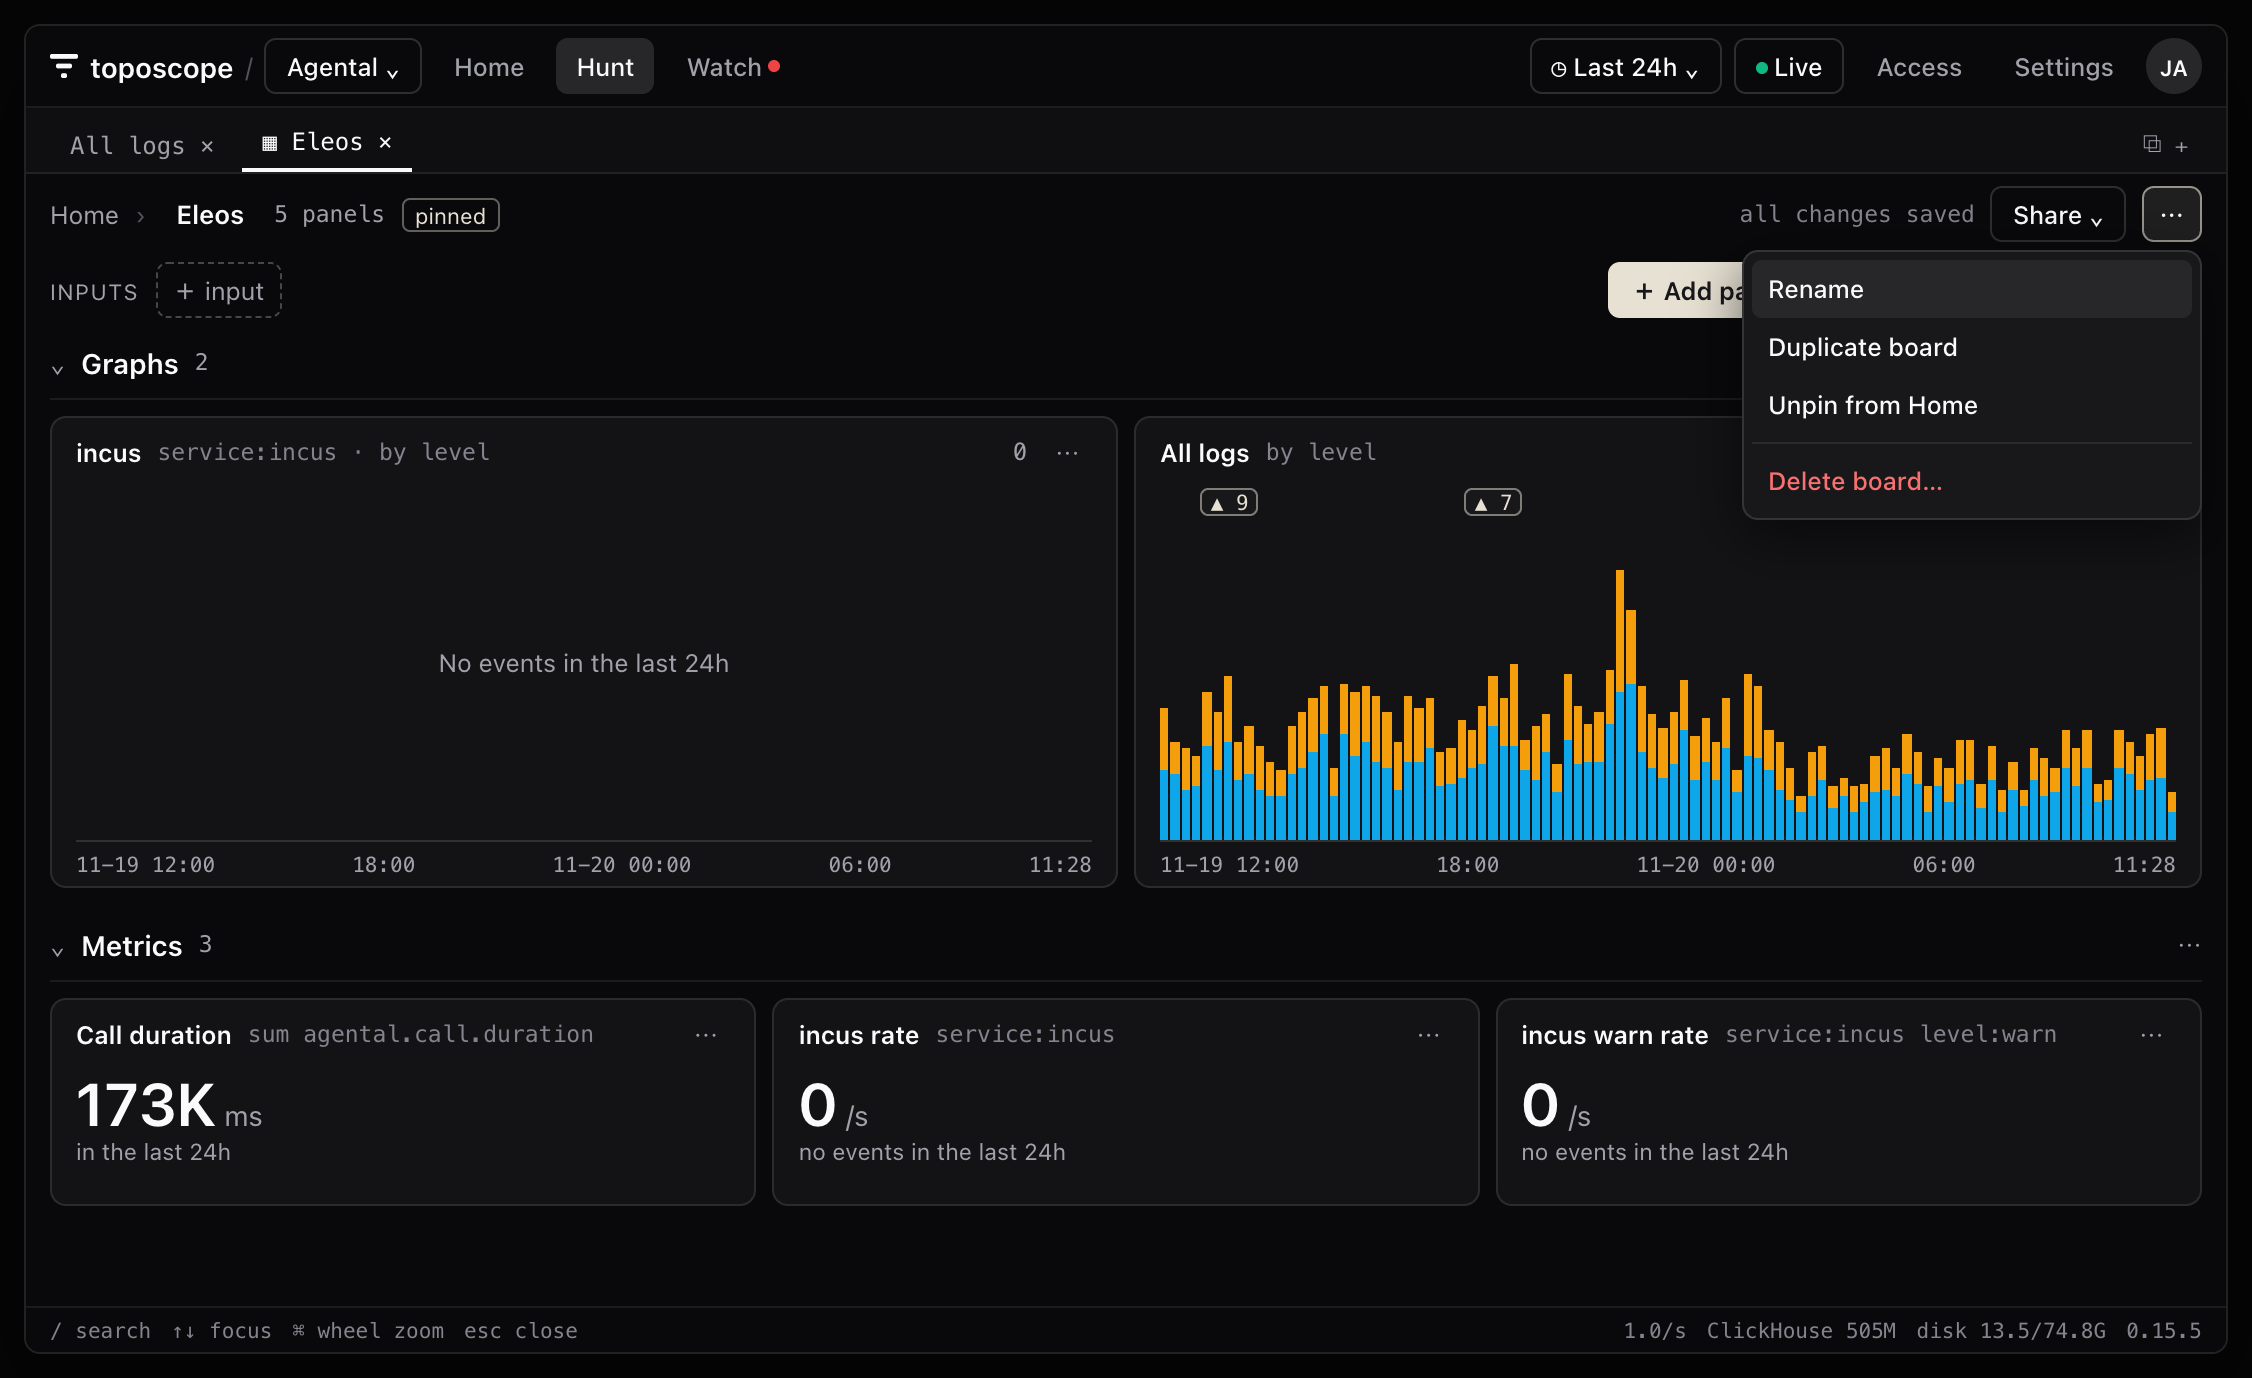 toposcope / Agental Home Hunt Watch Last 24h Live Access Settings JA
All logs × Eleos × +
Home › Eleos 5 panels pinned all changes saved Share ···
INPUTS + input + Add pa
Rename
Duplicate board
Unpin from Home
Delete board...
Graphs 2
incus service:incus · by level 0 ···
No events in the last 24h
11-19 12:00 18:00 11-20 00:00 06:00 11:28
All logs by level
▲ 9 ▲ 7
11-19 12:00 18:00 11-20 00:00 06:00 11:28
Metrics 3 ···
Call duration sum agental.call.duration ···
173K ms
in the last 24h
incus rate service:incus ···
0 /s
no events in the last 24h
incus warn rate service:incus level:warn ···
0 /s
no events in the last 24h
/ search ↑↓ focus ⌘ wheel zoom esc close 1.0/s ClickHouse 505M disk 13.5/74.8G 0.15.5